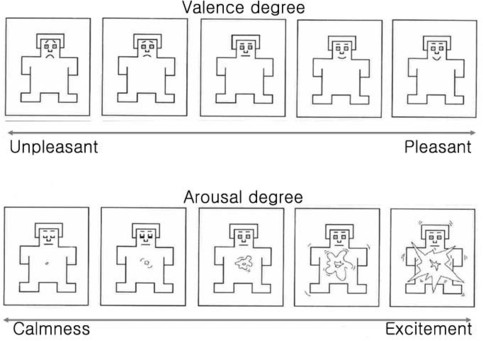 Valence degree
Unpleasant
Pleasant
Arousal degree
Calmness
Excitement